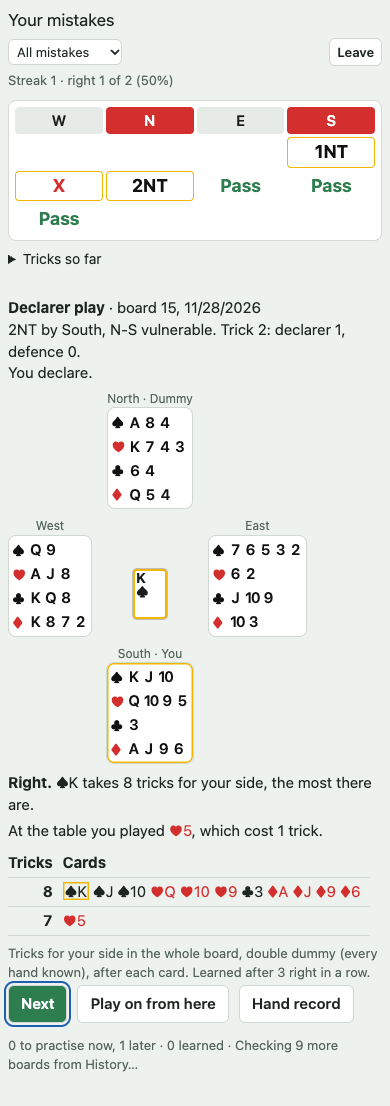 Your mistakes
All mistakes
Leave
Streak 1 · right 1 of 2 (50%)
W N E S
1NT
X 2NT Pass Pass
Pass
▶ Tricks so far
Declarer play · board 15, 11/28/2026
2NT by South, N-S vulnerable. Trick 2: declarer 1,
defence 0.
You declare.
North · Dummy
♠ A 8 4
♥ K 7 4 3
♣ 6 4
♦ Q 5 4
West
♠ Q 9
♥ A J 8
♣ K Q 8
♦ K 8 7 2
K
♠
East
♠ 7 6 5 3 2
♥ 6 2
♣ J 10 9
♦ 10 3
South · You
♠ K J 10
♥ Q 10 9 5
♣ 3
♦ A J 9 6
Right. ♠K takes 8 tricks for your side, the most there
are.
At the table you played ♥5, which cost 1 trick.
Tricks Cards
8 ♠K ♠J ♠10 ♥Q ♥10 ♥9 ♣3 ♦A ♦J ♦9 ♦6
7 ♥5
Tricks for your side in the whole board, double dummy (every
hand known), after each card. Learned after 3 right in a row.
Next
Play on from here
Hand record
0 to practise now, 1 later · 0 learned · Checking 9 more
boards from History…